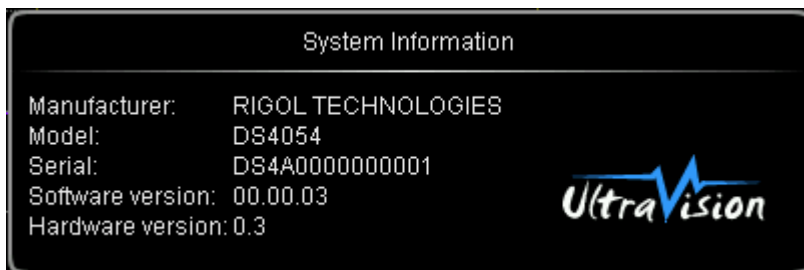 System Information
Manufacturer: RIGOL TECHNOLOGIES
Model: DS4054
Serial: DS4A0000000001
Software version: 00.00.03
Hardware version: 0.3
UltraVision